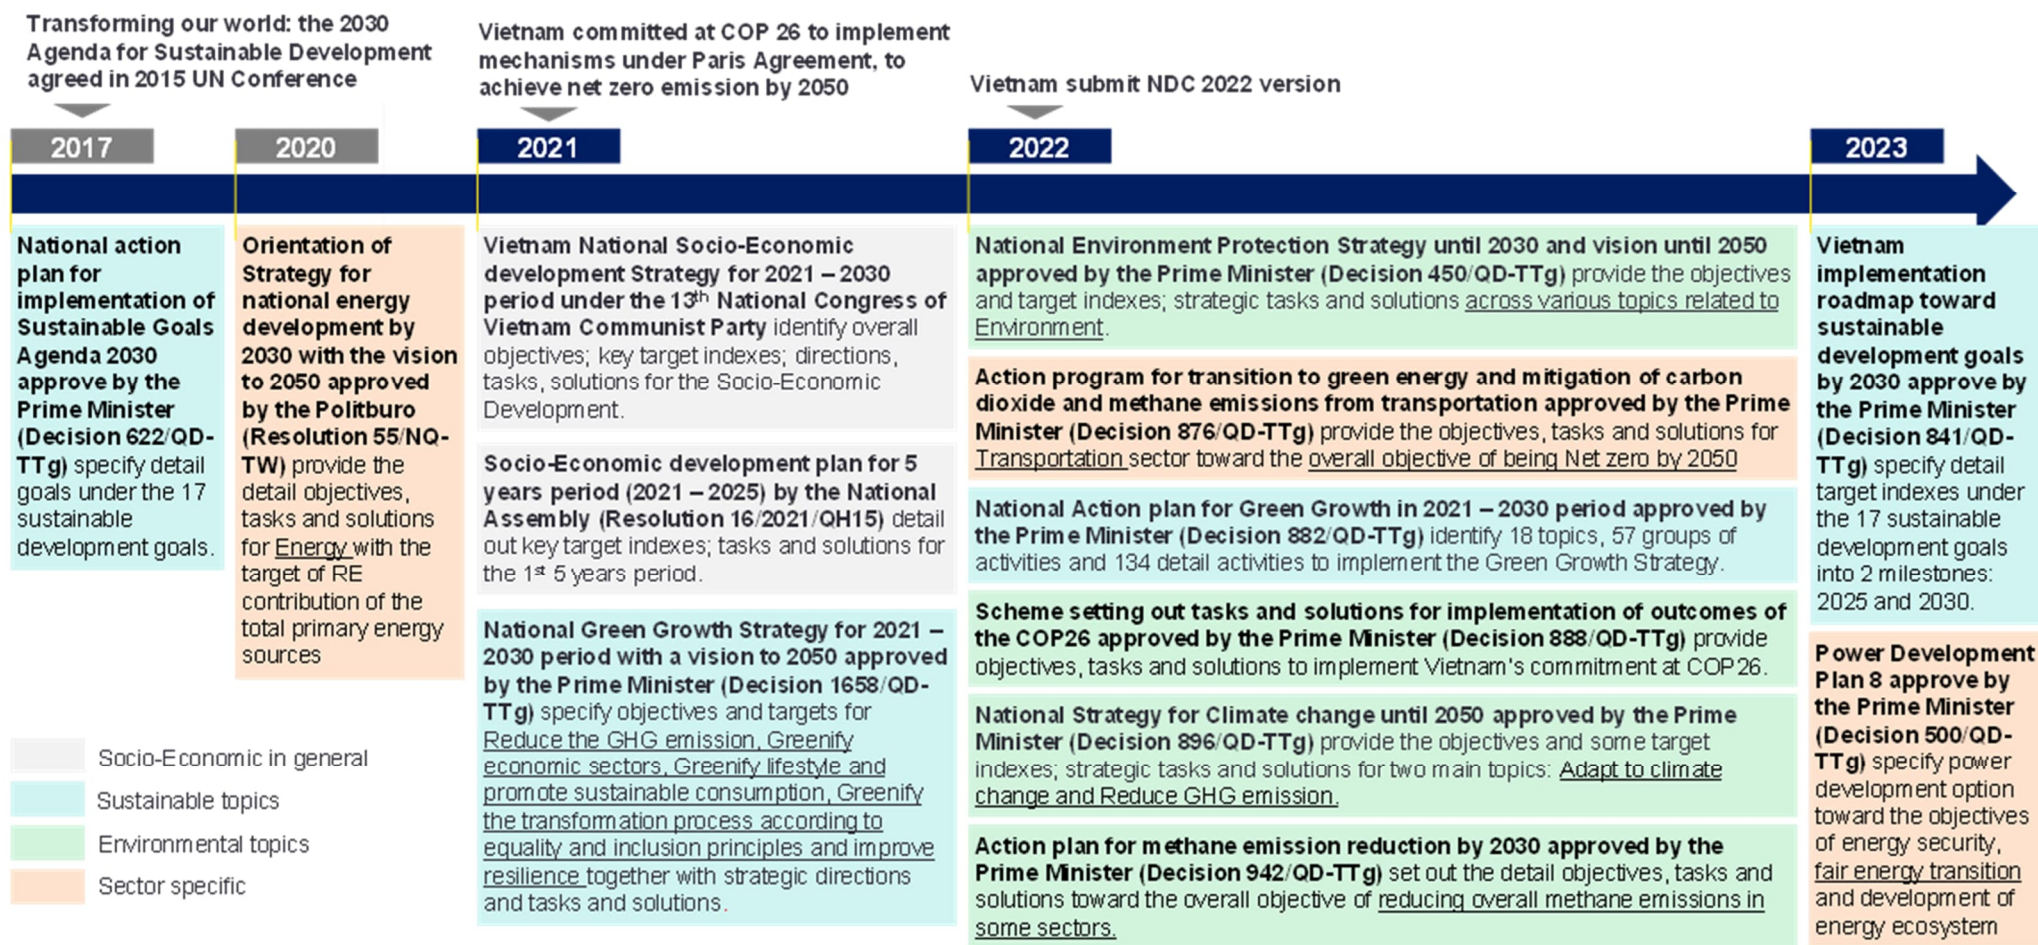 Transforming our world: the 2030
Agenda for Sustainable Development
agreed in 2015 UN Conference
Vietnam committed at COP 26 to implement
mechanisms under Paris Agreement, to
achieve net zero emission by 2050
Vietnam submit NDC 2022 version
2017
2020
2021
2022
2023
National action
plan for
implementation of
Sustainable Goals
Agenda 2030
approve by the
Prime Minister
(Decision 622/QD-
TTg) specify detail
goals under the 17
sustainable
development goals.
Orientation of
Strategy for
national energy
development by
2030 with the vision
to 2050 approved
by the Politburo
(Resolution 55/NQ-
TW) provide the
detail objectives,
tasks and solutions
for Energy with the
target of RE
contribution of the
total primary energy
sources
Vietnam National Socio-Economic
development Strategy for 2021 – 2030
period under the 13th National Congress of
Vietnam Communist Party identify overall
objectives; key target indexes; directions,
tasks, solutions for the Socio-Economic
Development.
Socio-Economic development plan for 5
years period (2021 – 2025) by the National
Assembly (Resolution 16/2021/QH15) detail
out key target indexes; tasks and solutions for
the 1st 5 years period.
National Green Growth Strategy for 2021 –
2030 period with a vision to 2050 approved
by the Prime Minister (Decision 1658/QD-
TTg) specify objectives and targets for
Reduce the GHG emission, Greenify
economic sectors, Greenify lifestyle and
promote sustainable consumption, Greenify
the transformation process according to
equality and inclusion principles and improve
resilience together with strategic directions
and tasks and solutions.
National Environment Protection Strategy until 2030 and vision until 2050
approved by the Prime Minister (Decision 450/QD-TTg) provide the objectives
and target indexes; strategic tasks and solutions across various topics related to
Environment.
Action program for transition to green energy and mitigation of carbon
dioxide and methane emissions from transportation approved by the Prime
Minister (Decision 876/QD-TTg) provide the objectives, tasks and solutions for
Transportation sector toward the overall objective of being Net zero by 2050
National Action plan for Green Growth in 2021 – 2030 period approved by
the Prime Minister (Decision 882/QD-TTg) identify 18 topics, 57 groups of
activities and 134 detail activities to implement the Green Growth Strategy.
Scheme setting out tasks and solutions for implementation of outcomes of
the COP26 approved by the Prime Minister (Decision 888/QD-TTg) provide
objectives, tasks and solutions to implement Vietnam's commitment at COP26.
National Strategy for Climate change until 2050 approved by the Prime
Minister (Decision 896/QD-TTg) provide the objectives and some target
indexes; strategic tasks and solutions for two main topics: Adapt to climate
change and Reduce GHG emission.
Action plan for methane emission reduction by 2030 approved by the
Prime Minister (Decision 942/QD-TTg) set out the detail objectives, tasks and
solutions toward the overall objective of reducing overall methane emissions in
some sectors.
Vietnam
implementation
roadmap toward
sustainable
development goals
by 2030 approve by
the Prime Minister
(Decision 841/QD-
TTg) specify detail
target indexes under
the 17 sustainable
development goals
into 2 milestones:
2025 and 2030.
Power Development
Plan 8 approve by
the Prime Minister
(Decision 500/QD-
TTg) specify power
development option
toward the objectives
of energy security,
fair energy transition
and development of
energy ecosystem
Socio-Economic in general
Sustainable topics
Environmental topics
Sector specific